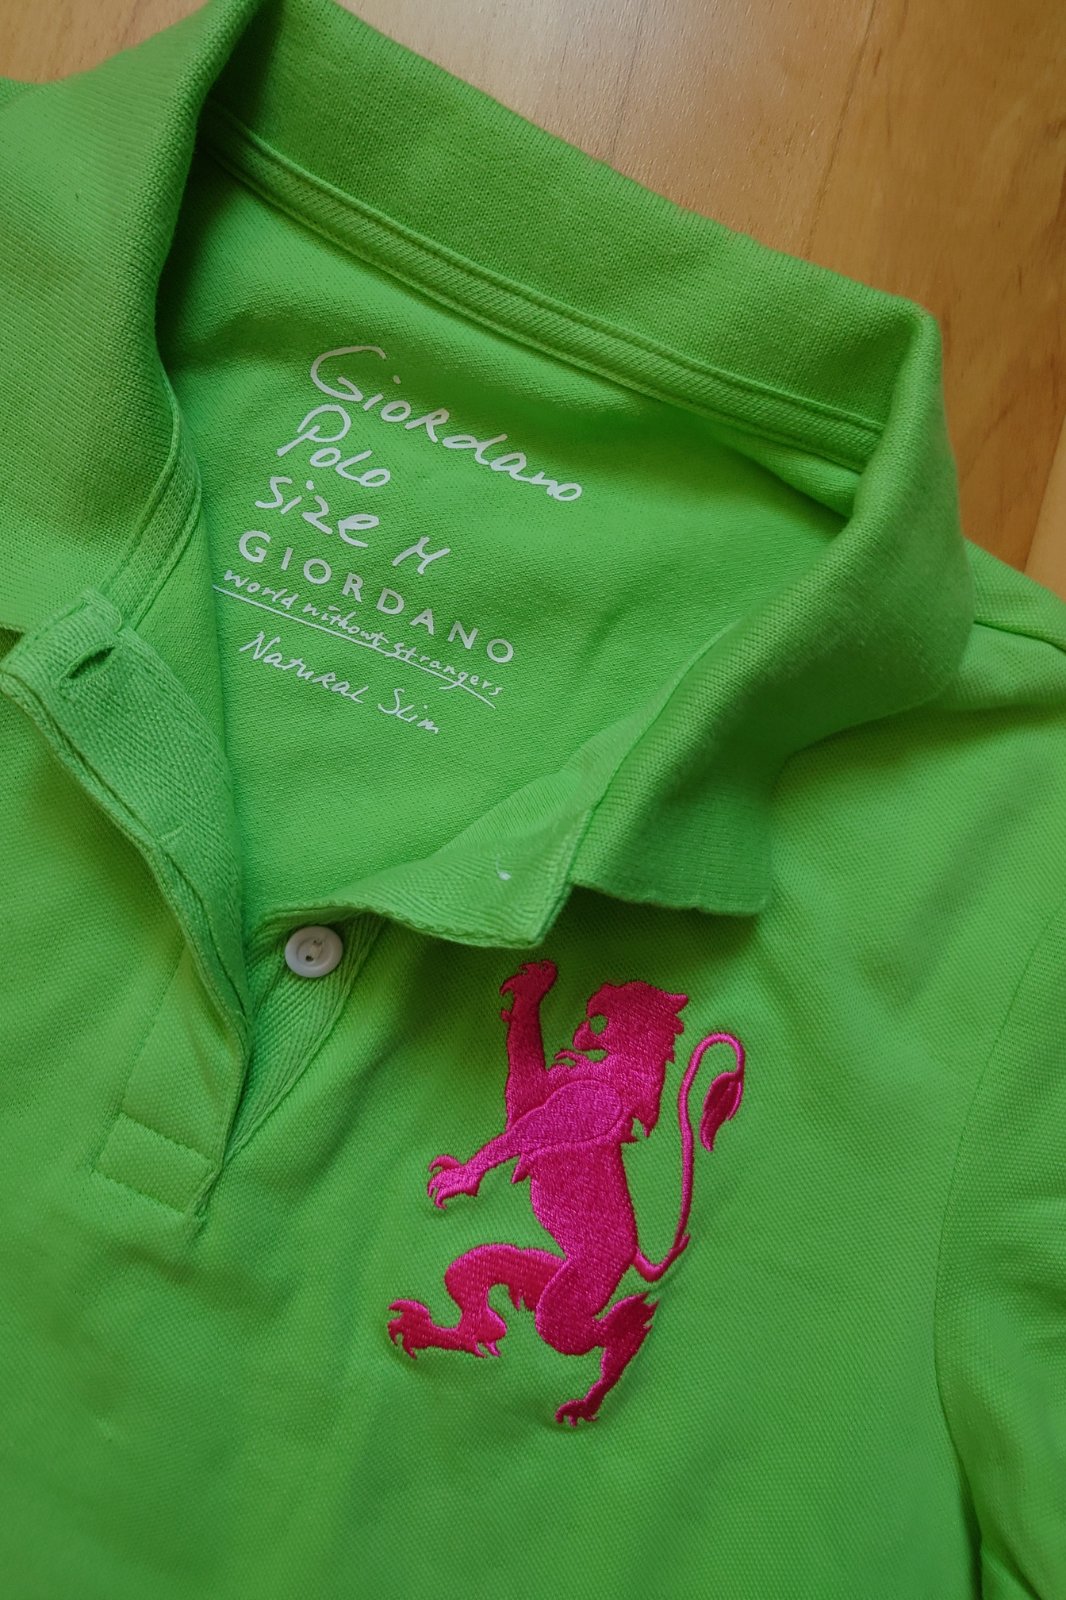 Giordano
Polo
Size M
GIORDANO
world without strangers
Natural Slim